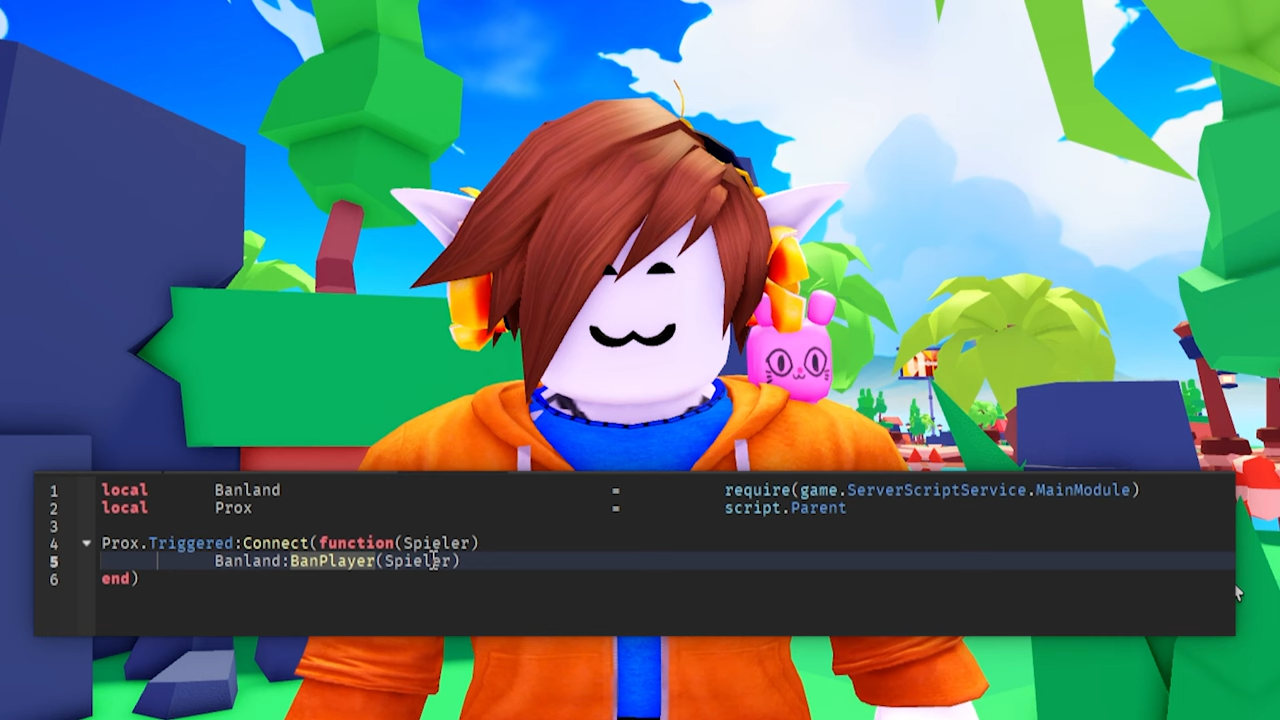 1 local Banland = require(game.ServerScriptService.MainModule)
2 local Prox = script.Parent
3
4 Prox.Triggered:Connect(function(Spieler)
5 Banland:BanPlayer(Spieler)
6 end)